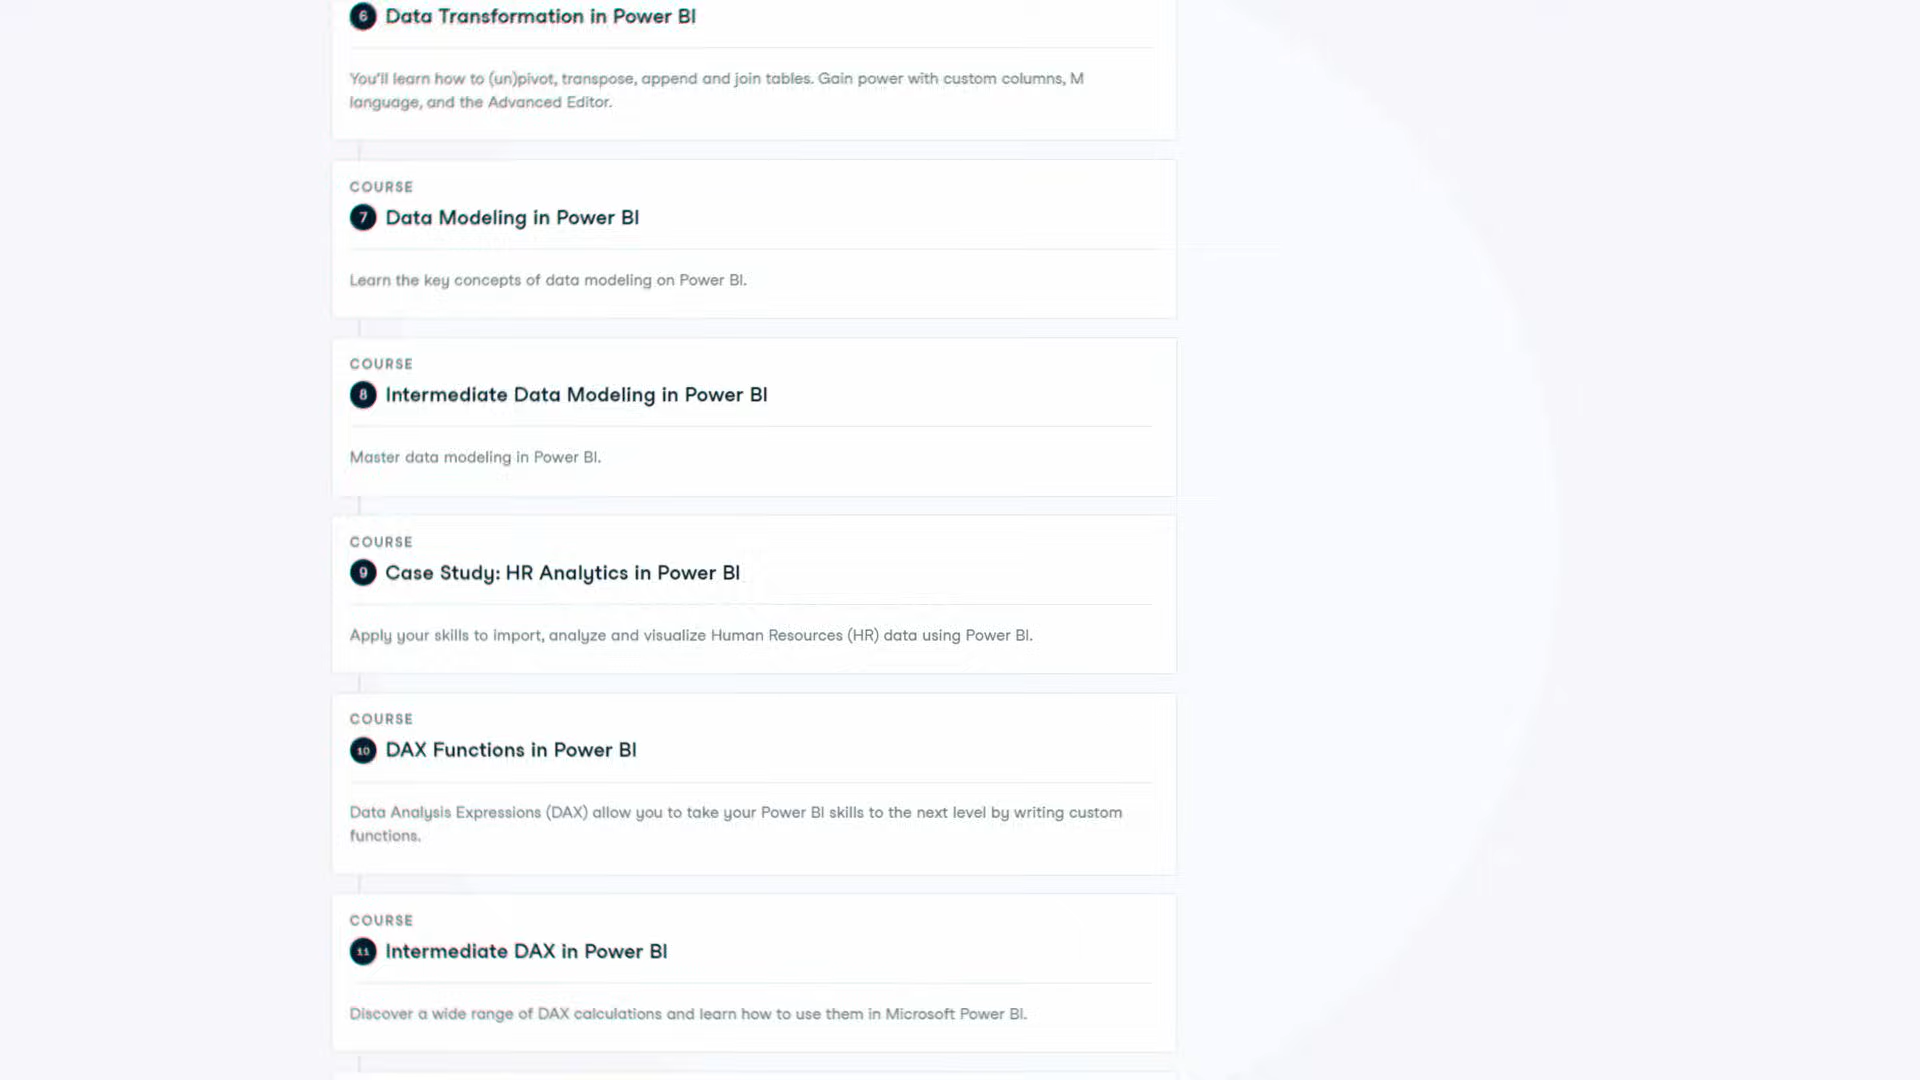 6 Data Transformation in Power BI
You'll learn how to (un)pivot, transpose, append and join tables. Gain power with custom columns, M
language, and the Advanced Editor.
COURSE
7 Data Modeling in Power BI
Learn the key concepts of data modeling on Power BI.
COURSE
8 Intermediate Data Modeling in Power BI
Master data modeling in Power BI.
COURSE
9 Case Study: HR Analytics in Power BI
Apply your skills to import, analyze and visualize Human Resources (HR) data using Power BI.
COURSE
10 DAX Functions in Power BI
Data Analysis Expressions (DAX) allow you to take your Power BI skills to the next level by writing custom
functions.
COURSE
11 Intermediate DAX in Power BI
Discover a wide range of DAX calculations and learn how to use them in Microsoft Power BI.